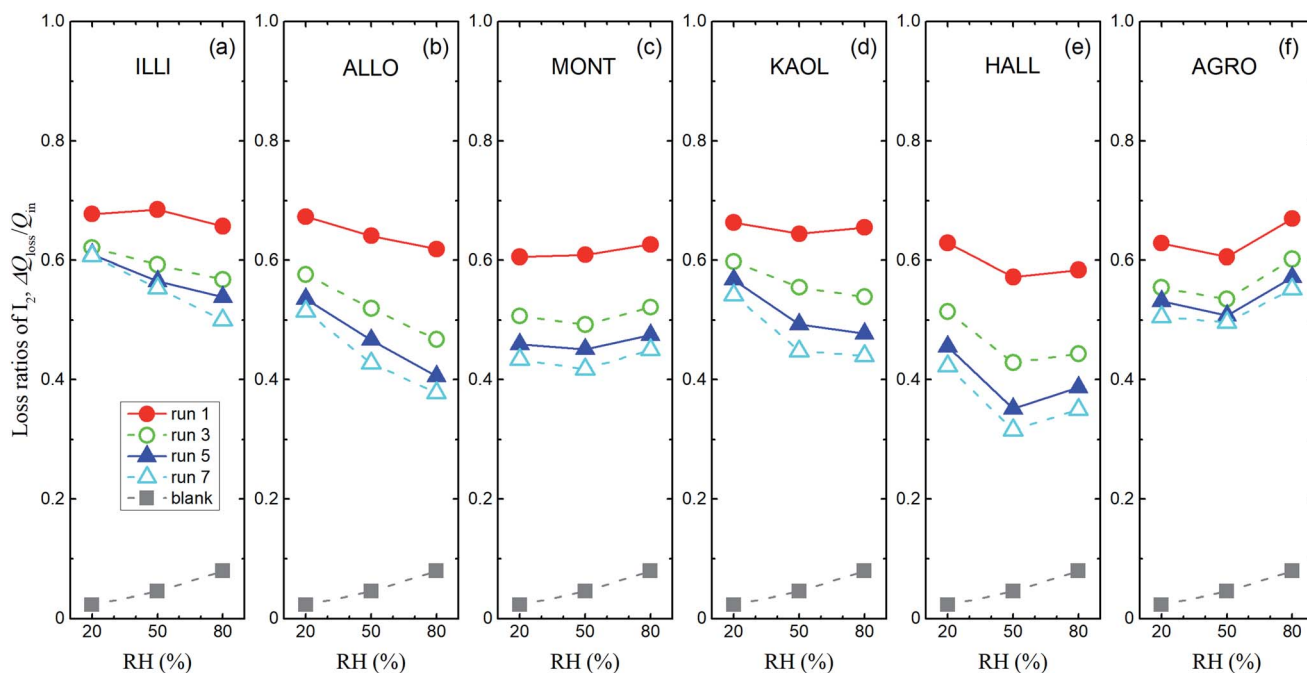 Loss ratios of I₂, ΔQloss/Qin
1.0
0.8
0.6
0.4
0.2
0
(a)
ILLI
run 1
run 3
run 5
run 7
blank
20 50 80
RH (%)
1.0
0.8
0.6
0.4
0.2
0
(b)
ALLO
20 50 80
RH (%)
1.0
0.8
0.6
0.4
0.2
0
(c)
MONT
20 50 80
RH (%)
1.0
0.8
0.6
0.4
0.2
0
(d)
KAOL
20 50 80
RH (%)
1.0
0.8
0.6
0.4
0.2
0
(e)
HALL
20 50 80
RH (%)
1.0
0.8
0.6
0.4
0.2
0
(f)
AGRO
20 50 80
RH (%)